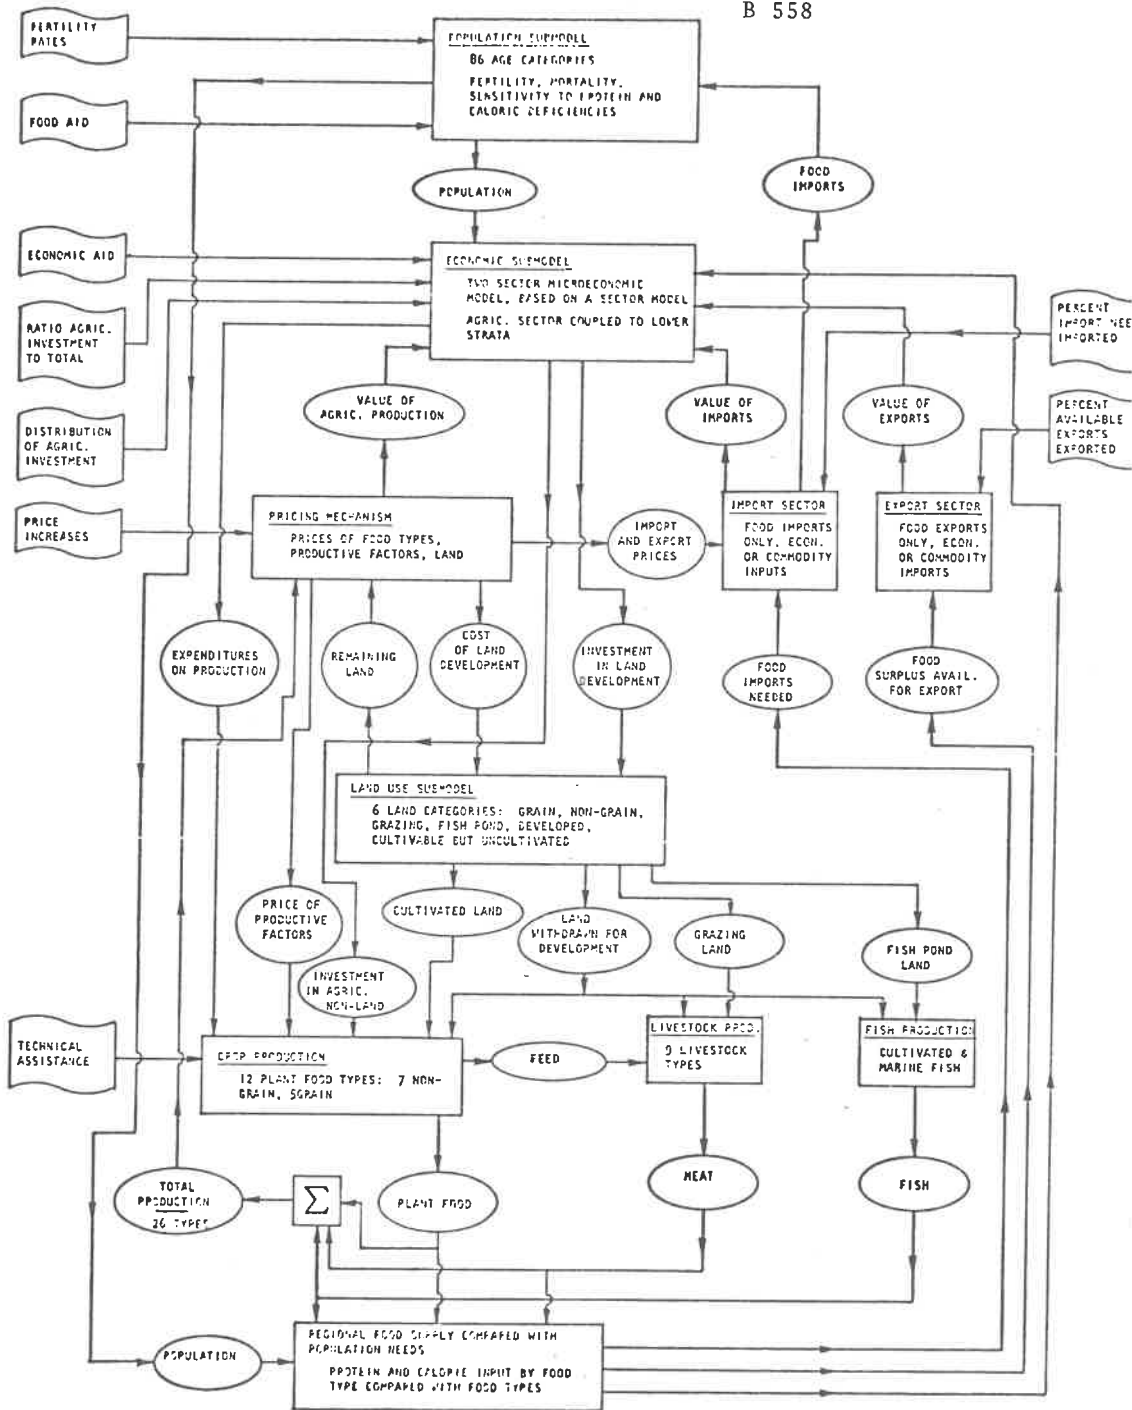 B 558
FERTILITY
RATES
POPULATION SUBMODEL
86 AGE CATEGORIES
FERTILITY, MORTALITY,
SENSITIVITY TO PROTEIN AND
CALORIC DEFICIENCIES
FOOD AID
POPULATION
FOOD
IMPORTS
ECONOMIC AID
ECONOMIC SUBMODEL
TWO SECTOR MICROECONOMIC
MODEL, BASED ON A SECTOR MODEL
AGRIC. SECTOR COUPLED TO LOWER
STRATA
RATIO AGRIC.
INVESTMENT
TO TOTAL
PERCENT
IMPORT NEE
IMPORTED
DISTRIBUTION
OF AGRIC.
INVESTMENT
VALUE OF
AGRIC. PRODUCTION
VALUE OF
IMPORTS
VALUE OF
EXPORTS
PERCENT
AVAILABLE
EXPORTS
EXPORTED
PRICE
INCREASES
PRICING MECHANISM
PRICES OF FOOD TYPES,
PRODUCTIVE FACTORS, LAND
IMPORT
AND EXPORT
PRICES
IMPORT SECTOR
FOOD IMPORTS
ONLY, ECON.
OR COMMODITY
INPUTS
EXPORT SECTOR
FOOD EXPORTS
ONLY, ECON.
OR COMMODITY
IMPORTS
EXPENDITURES
ON PRODUCTION
REMAINING
LAND
COST
OF LAND
DEVELOPMENT
INVESTMENT
IN LAND
DEVELOPMENT
FOOD
IMPORTS
NEEDED
FOOD
SURPLUS AVAIL.
FOR EXPORT
LAND USE SUBMODEL
6 LAND CATEGORIES: GRAIN, NON-GRAIN,
GRAZING, FISH POND, DEVELOPED,
CULTIVABLE BUT UNCULTIVATED
PRICE OF
PRODUCTIVE
FACTORS
CULTIVATED LAND
LAND
WITHDRAWN FOR
DEVELOPMENT
GRAZING
LAND
FISH POND
LAND
INVESTMENT
IN AGRIC.
NON-LAND
TECHNICAL
ASSISTANCE
CROP PRODUCTION
12 PLANT FOOD TYPES: 7 NON-
GRAIN, 5GRAIN
FEED
LIVESTOCK PROD.
9 LIVESTOCK
TYPES
FISH PRODUCTION
CULTIVATED &
MARINE FISH
TOTAL
PRODUCTION
26 TYPES
Σ
PLANT FOOD
MEAT
FISH
POPULATION
REGIONAL FOOD SUPPLY COMPARED WITH
POPULATION NEEDS
PROTEIN AND CALORIE INPUT BY FOOD
TYPE COMPARED WITH FOOD TYPES